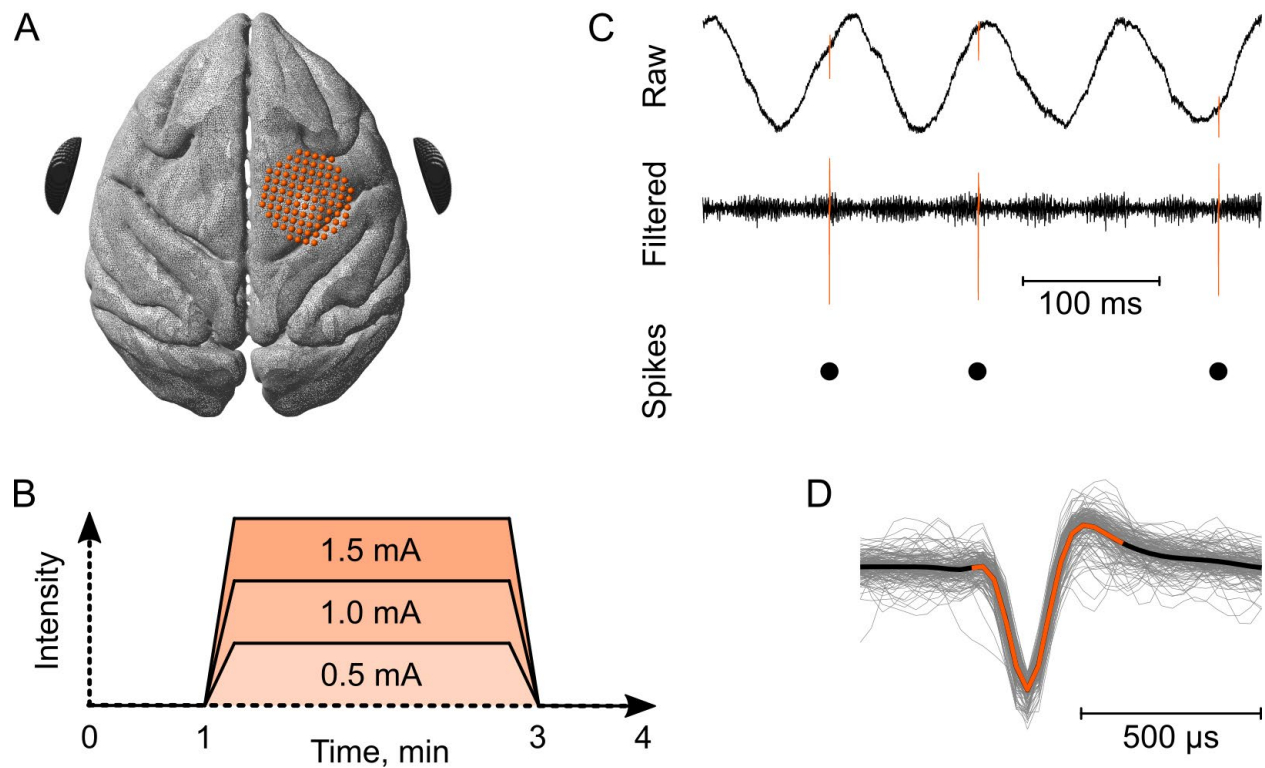 A
C
Raw
Filtered
100 ms
Spikes
B
Intensity
1.5 mA
1.0 mA
0.5 mA
0
1
3
4
Time, min
D
500 µs